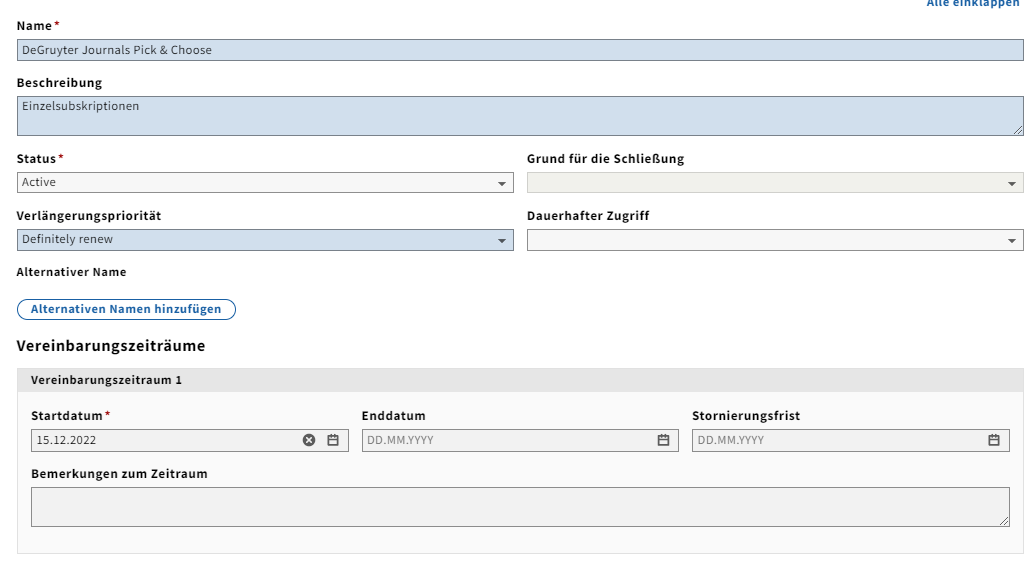 Alle einklappen
Name*
DeGruyter Journals Pick & Choose
Beschreibung
Einzelsubskriptionen
Status* Grund für die Schließung
Active
Verlängerungspriorität Dauerhafter Zugriff
Definitely renew
Alternativer Name
Alternativen Namen hinzufügen
Vereinbarungszeiträume
Vereinbarungszeitraum 1
Startdatum* Enddatum Stornierungsfrist
15.12.2022 DD.MM.YYYY DD.MM.YYYY
Bemerkungen zum Zeitraum